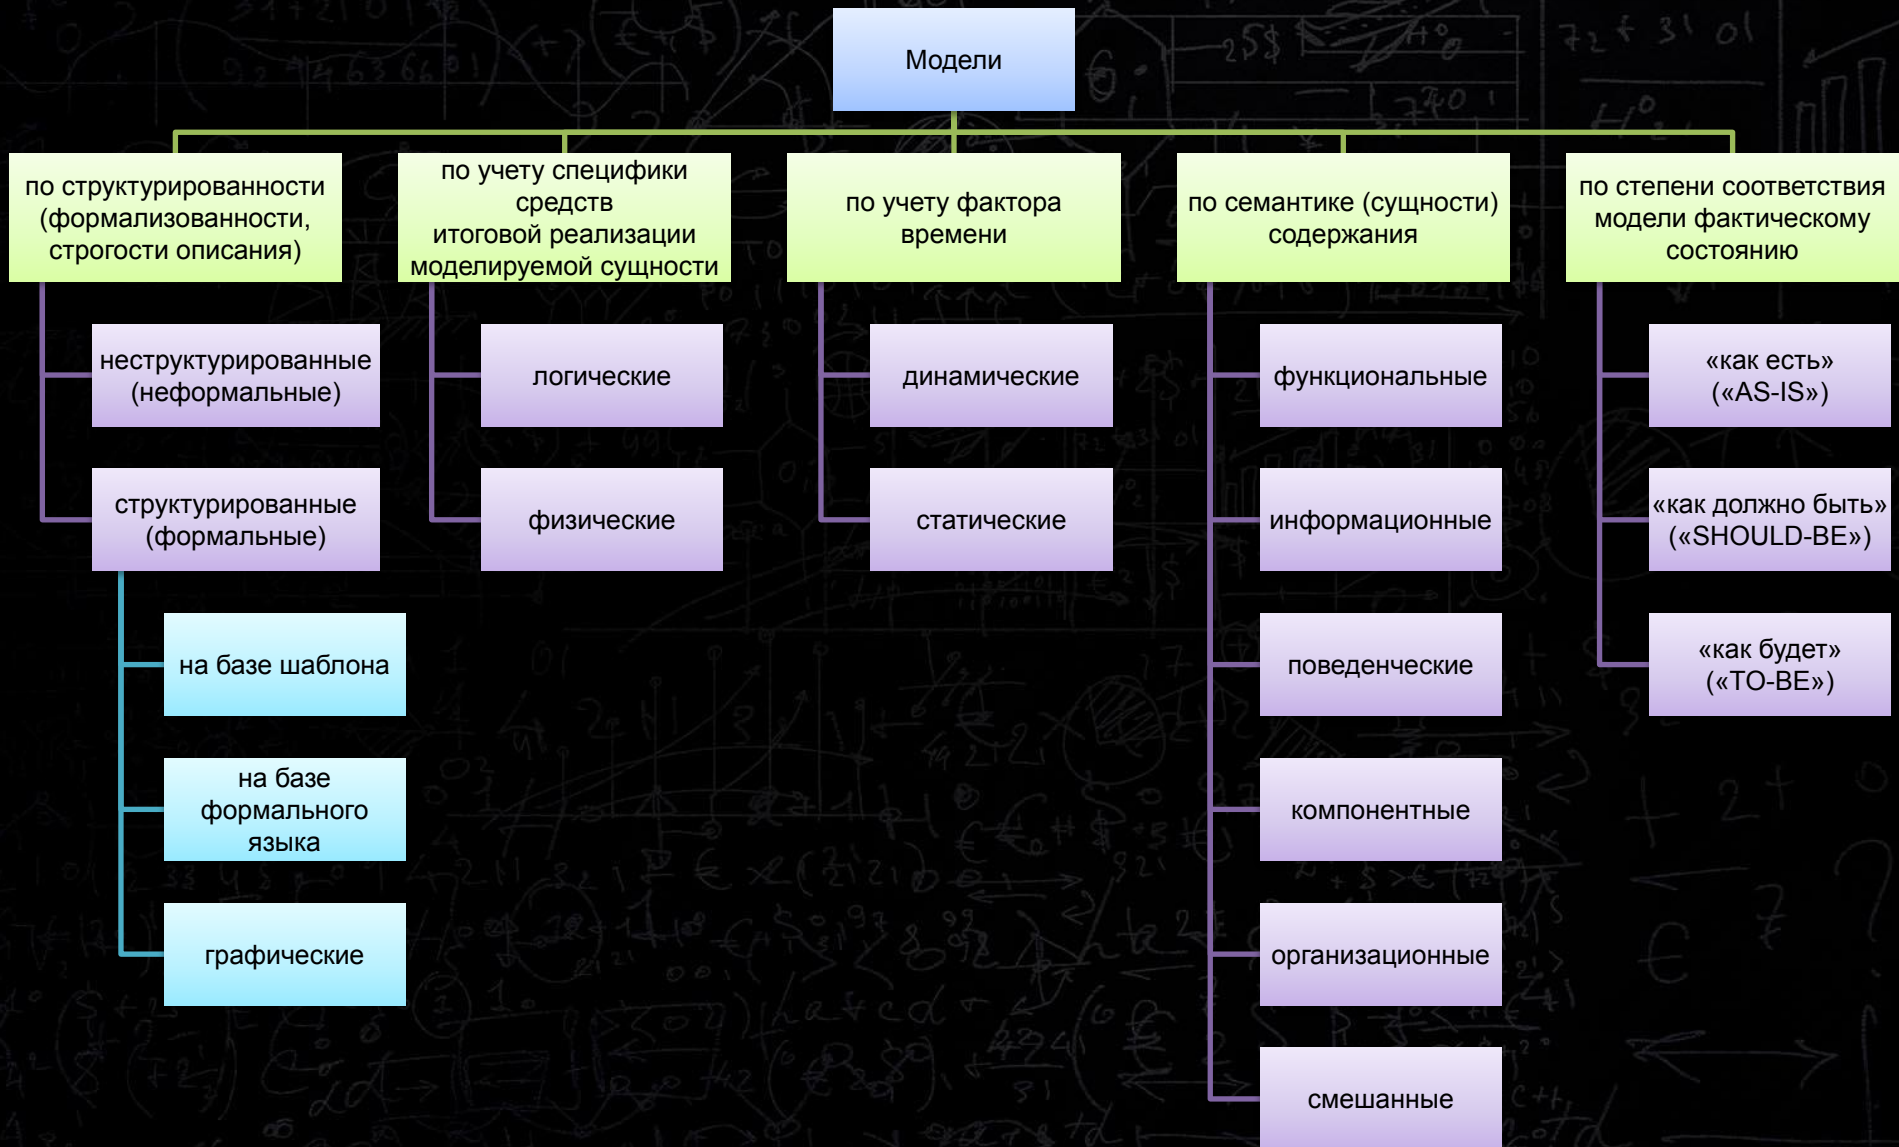 Модели
по структурированности
(формализованности,
строгости описания)
неструктурированные
(неформальные)
структурированные
(формальные)
на базе шаблона
на базе
формального
языка
графические
по учету специфики
средств
итоговой реализации
моделируемой сущности
логические
физические
по учету фактора
времени
динамические
статические
по семантике (сущности)
содержания
функциональные
информационные
поведенческие
компонентные
организационные
смешанные
по степени соответствия
модели фактическому
состоянию
«как есть»
(«AS-IS»)
«как должно быть»
(«SHOULD-BE»)
«как будет»
(«TO-BE»)